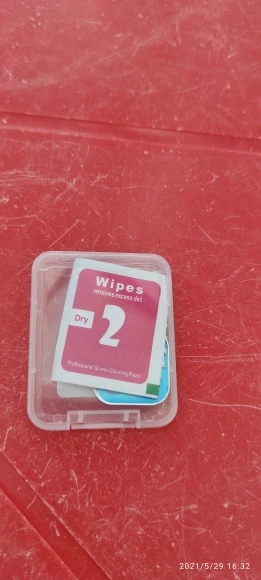 Wipes
removes excess dirt
Dry
2
Professional Screen Cleaning Paper
2021/5/29 16:32